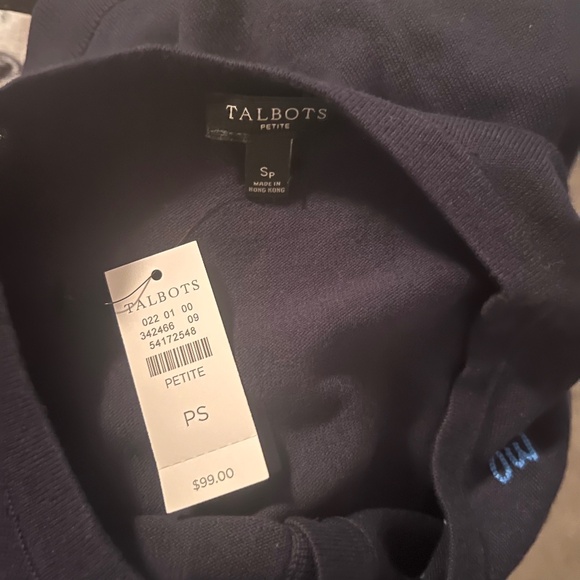 TALBOTS
PETITE
SP
MADE IN
HONG KONG
TALBOTS
022 01 00
342466 09
54172548
PETITE
PS
$99.00